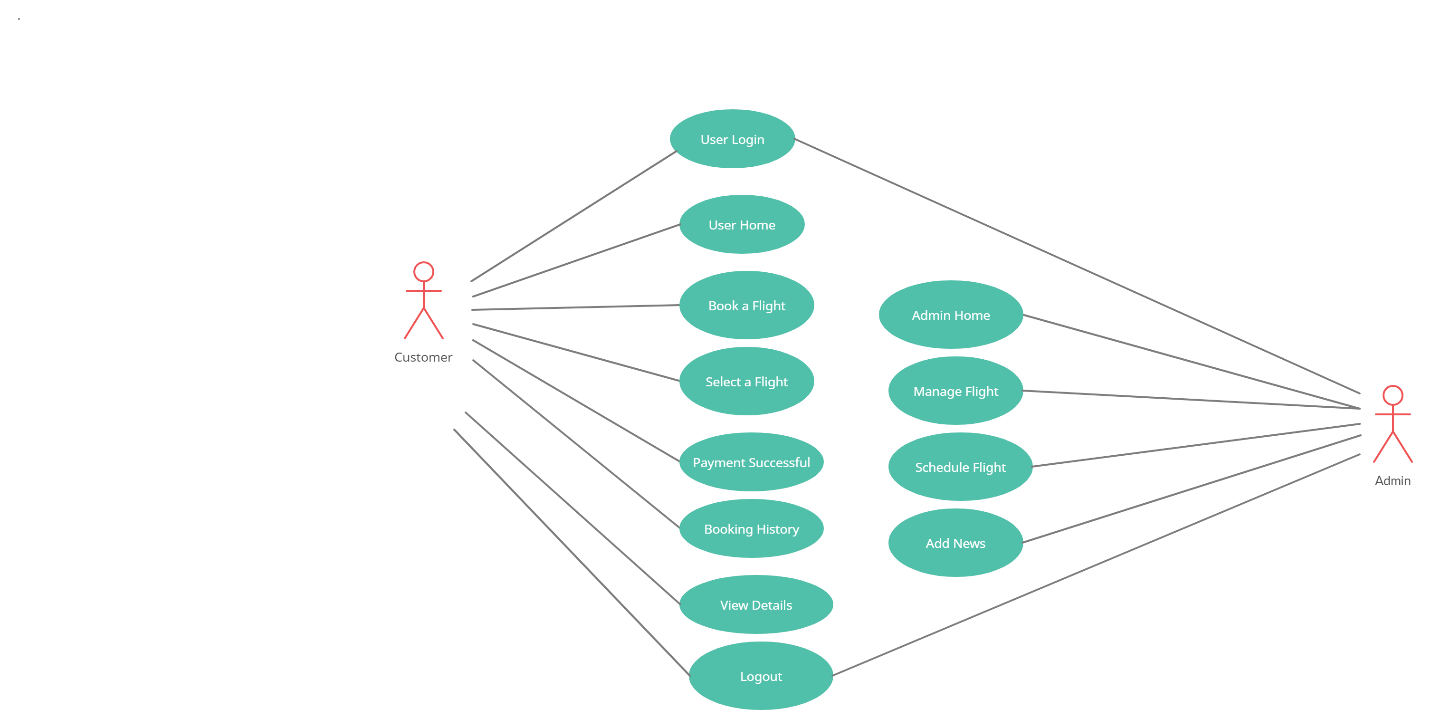 User Login
User Home
Book a Flight
Admin Home
Customer
Select a Flight
Manage Flight
Payment Successful
Schedule Flight
Admin
Booking History
Add News
View Details
Logout